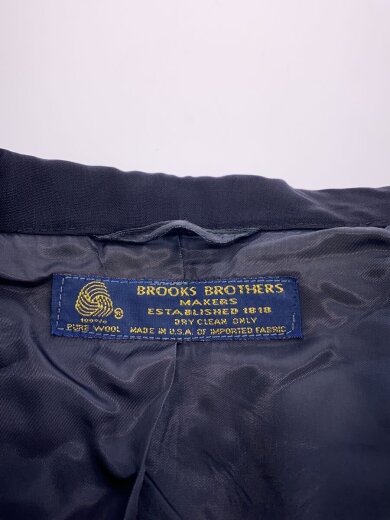 BROOKS BROTHERS
MAKERS
ESTABLISHED 1818
DRY CLEAN ONLY
MADE IN U.S.A. OF IMPORTED FABRIC
100%
PURE WOOL
®